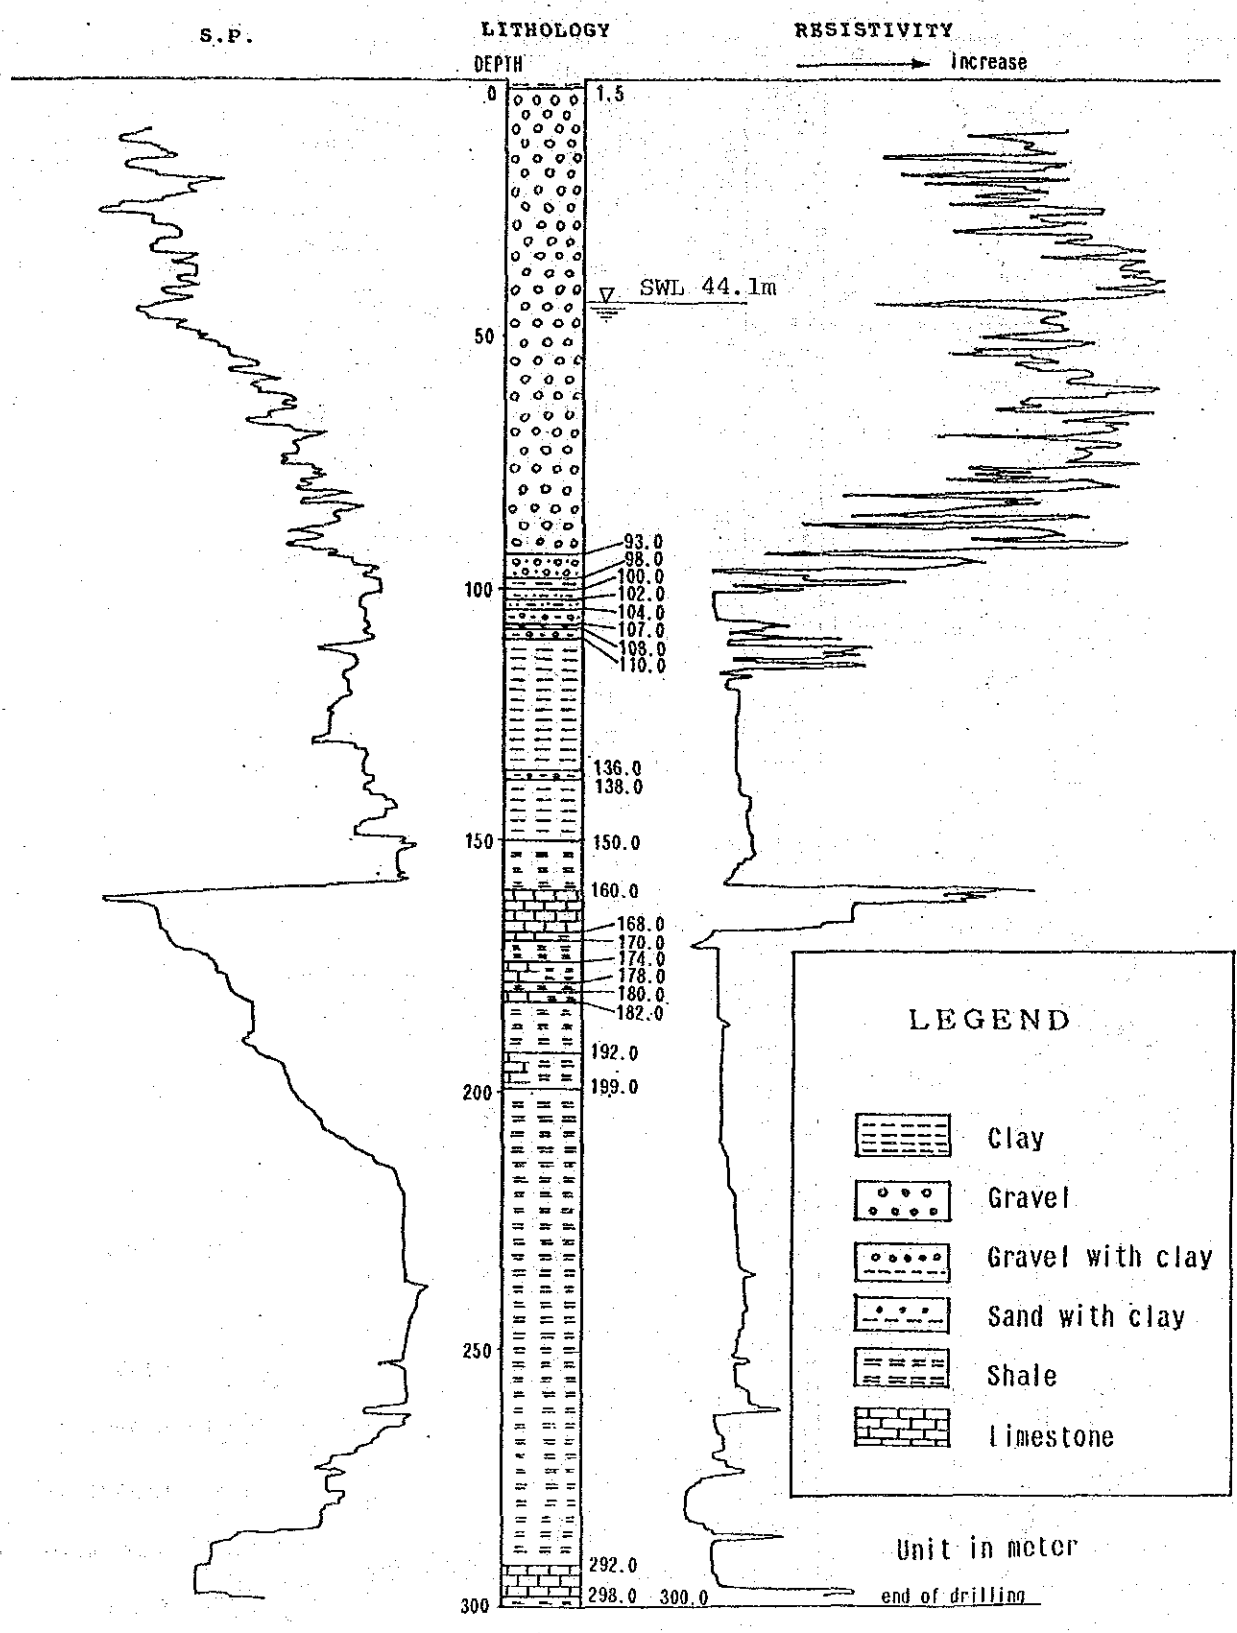 S.P.
LITHOLOGY
RESISTIVITY
DEPTH
Increase
0
1.5
SWL 44.1m
50
93.0
98.0
100.0
100
102.0
104.0
107.0
108.0
110.0
136.0
138.0
150
150.0
160.0
168.0
170.0
174.0
178.0
180.0
182.0
192.0
199.0
200
250
LEGEND
Clay
Gravel
Gravel with clay
Sand with clay
Shale
limestone
Unit in meter
292.0
298.0
300.0
end of drilling
300